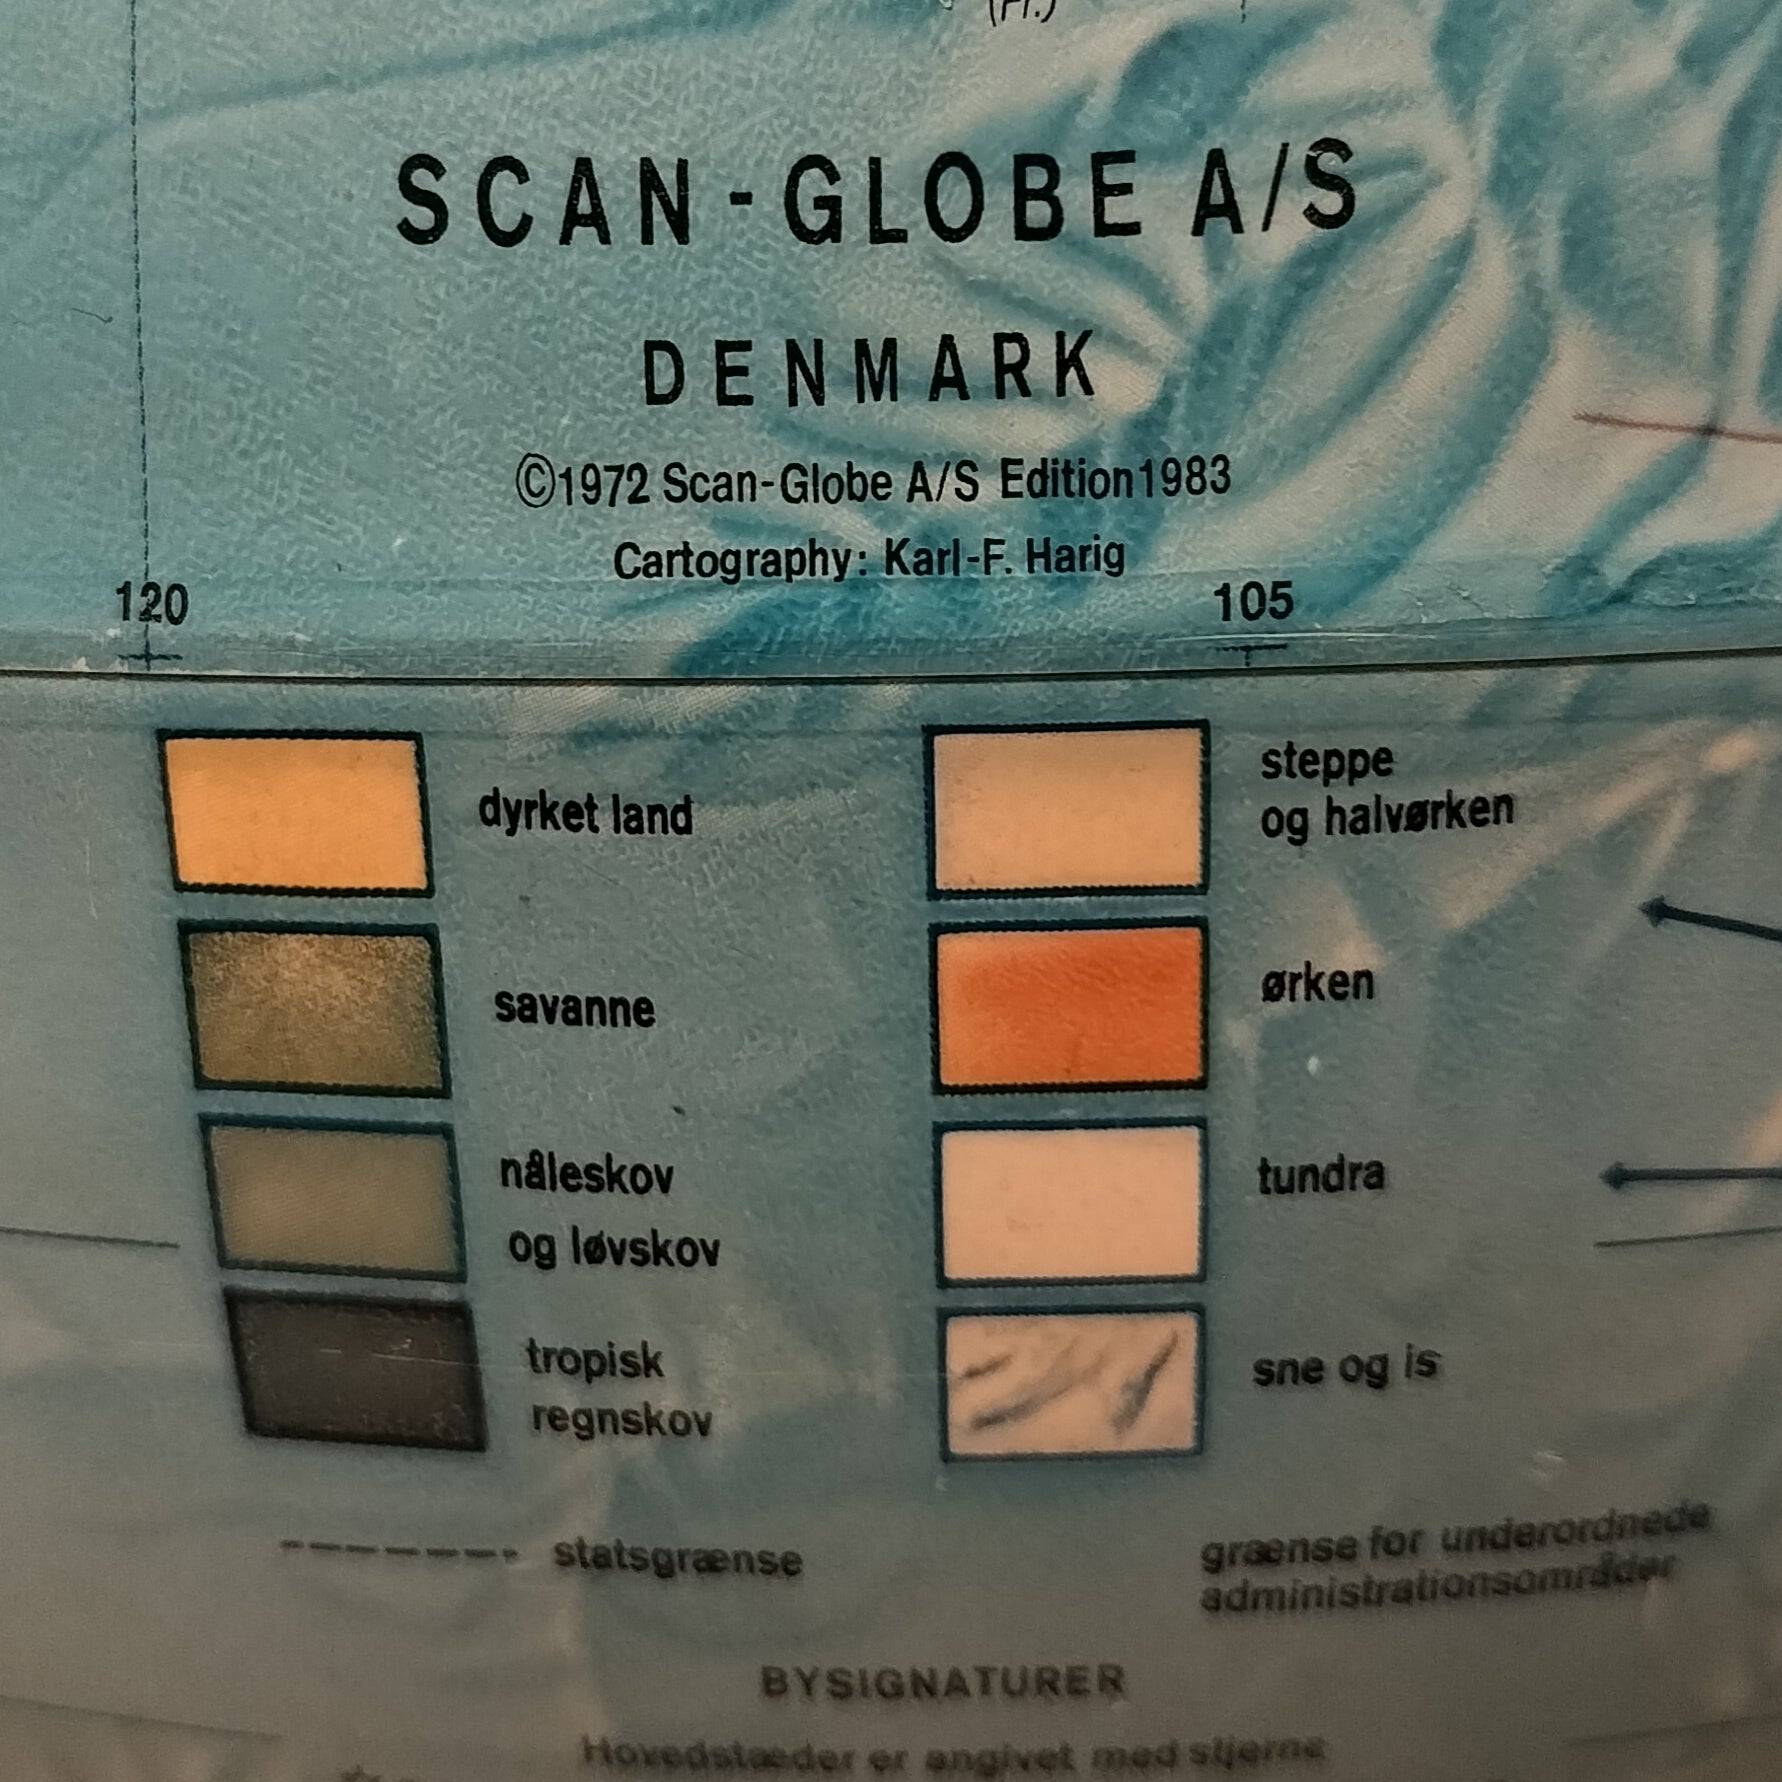 (Fr.)
SCAN-GLOBE A/S
DENMARK
©1972 Scan-Globe A/S Edition 1983
Cartography: Karl-F. Harig
120
105
dyrket land
steppe
og halvørken
savanne
ørken
nåleskov
og løvskov
tundra
tropisk
regnskov
sne og is
statsgrænse
grænse for underordnede
administrationsområder
BYSIGNATURER
Hovedstæder er angivet med stjerne